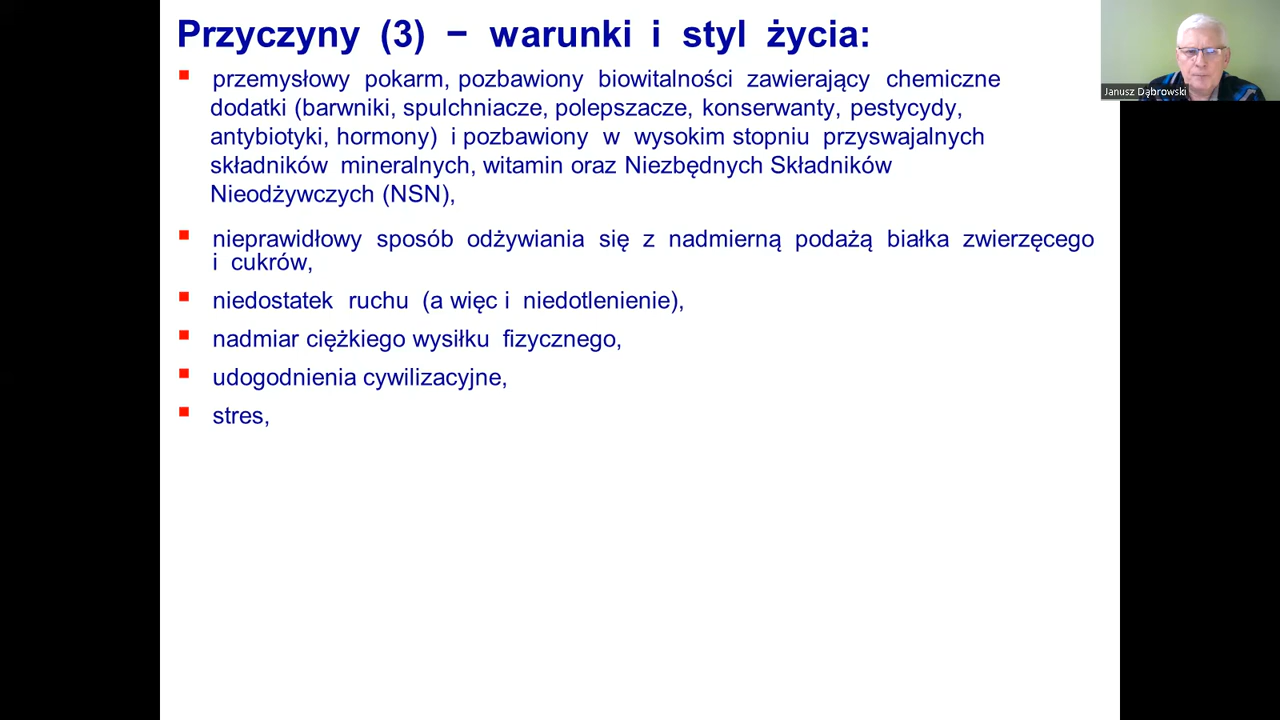 Przyczyny (3) − warunki i styl życia:
przemysłowy pokarm, pozbawiony biowitalności zawierający chemiczne
dodatki (barwniki, spulchniacze, polepszacze, konserwanty, pestycydy,
antybiotyki, hormony) i pozbawiony w wysokim stopniu przyswajalnych
składników mineralnych, witamin oraz Niezbędnych Składników
Nieodżywczych (NSN),
nieprawidłowy sposób odżywiania się z nadmierną podażą białka zwierzęcego
i cukrów,
niedostatek ruchu (a więc i niedotlenienie),
nadmiar ciężkiego wysiłku fizycznego,
udogodnienia cywilizacyjne,
stres,
Janusz Dąbrowski